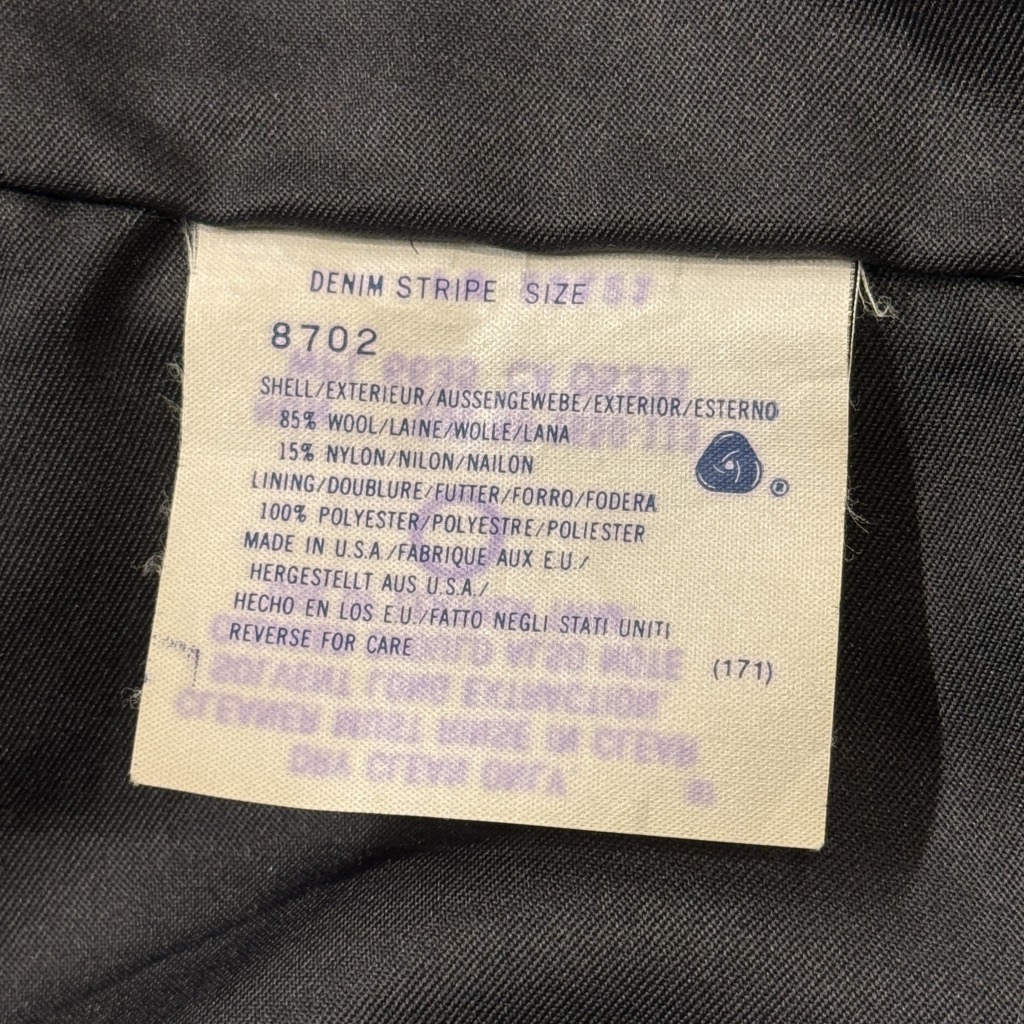 DENIM STRIPE SIZE
8702
SHELL/EXTERIEUR/AUSSENGEWEBE/EXTERIOR/ESTERNO
85% WOOL/LAINE/WOLLE/LANA
15% NYLON/NILON/NAILON
®
LINING/DOUBLURE/FUTTER/FORRO/FODERA
100% POLYESTER/POLYESTRE/POLIESTER
MADE IN U.S.A/FABRIQUE AUX E.U./
HERGESTELLT AUS U.S.A./
HECHO EN LOS E.U./FATTO NEGLI STATI UNITI
REVERSE FOR CARE
(171)